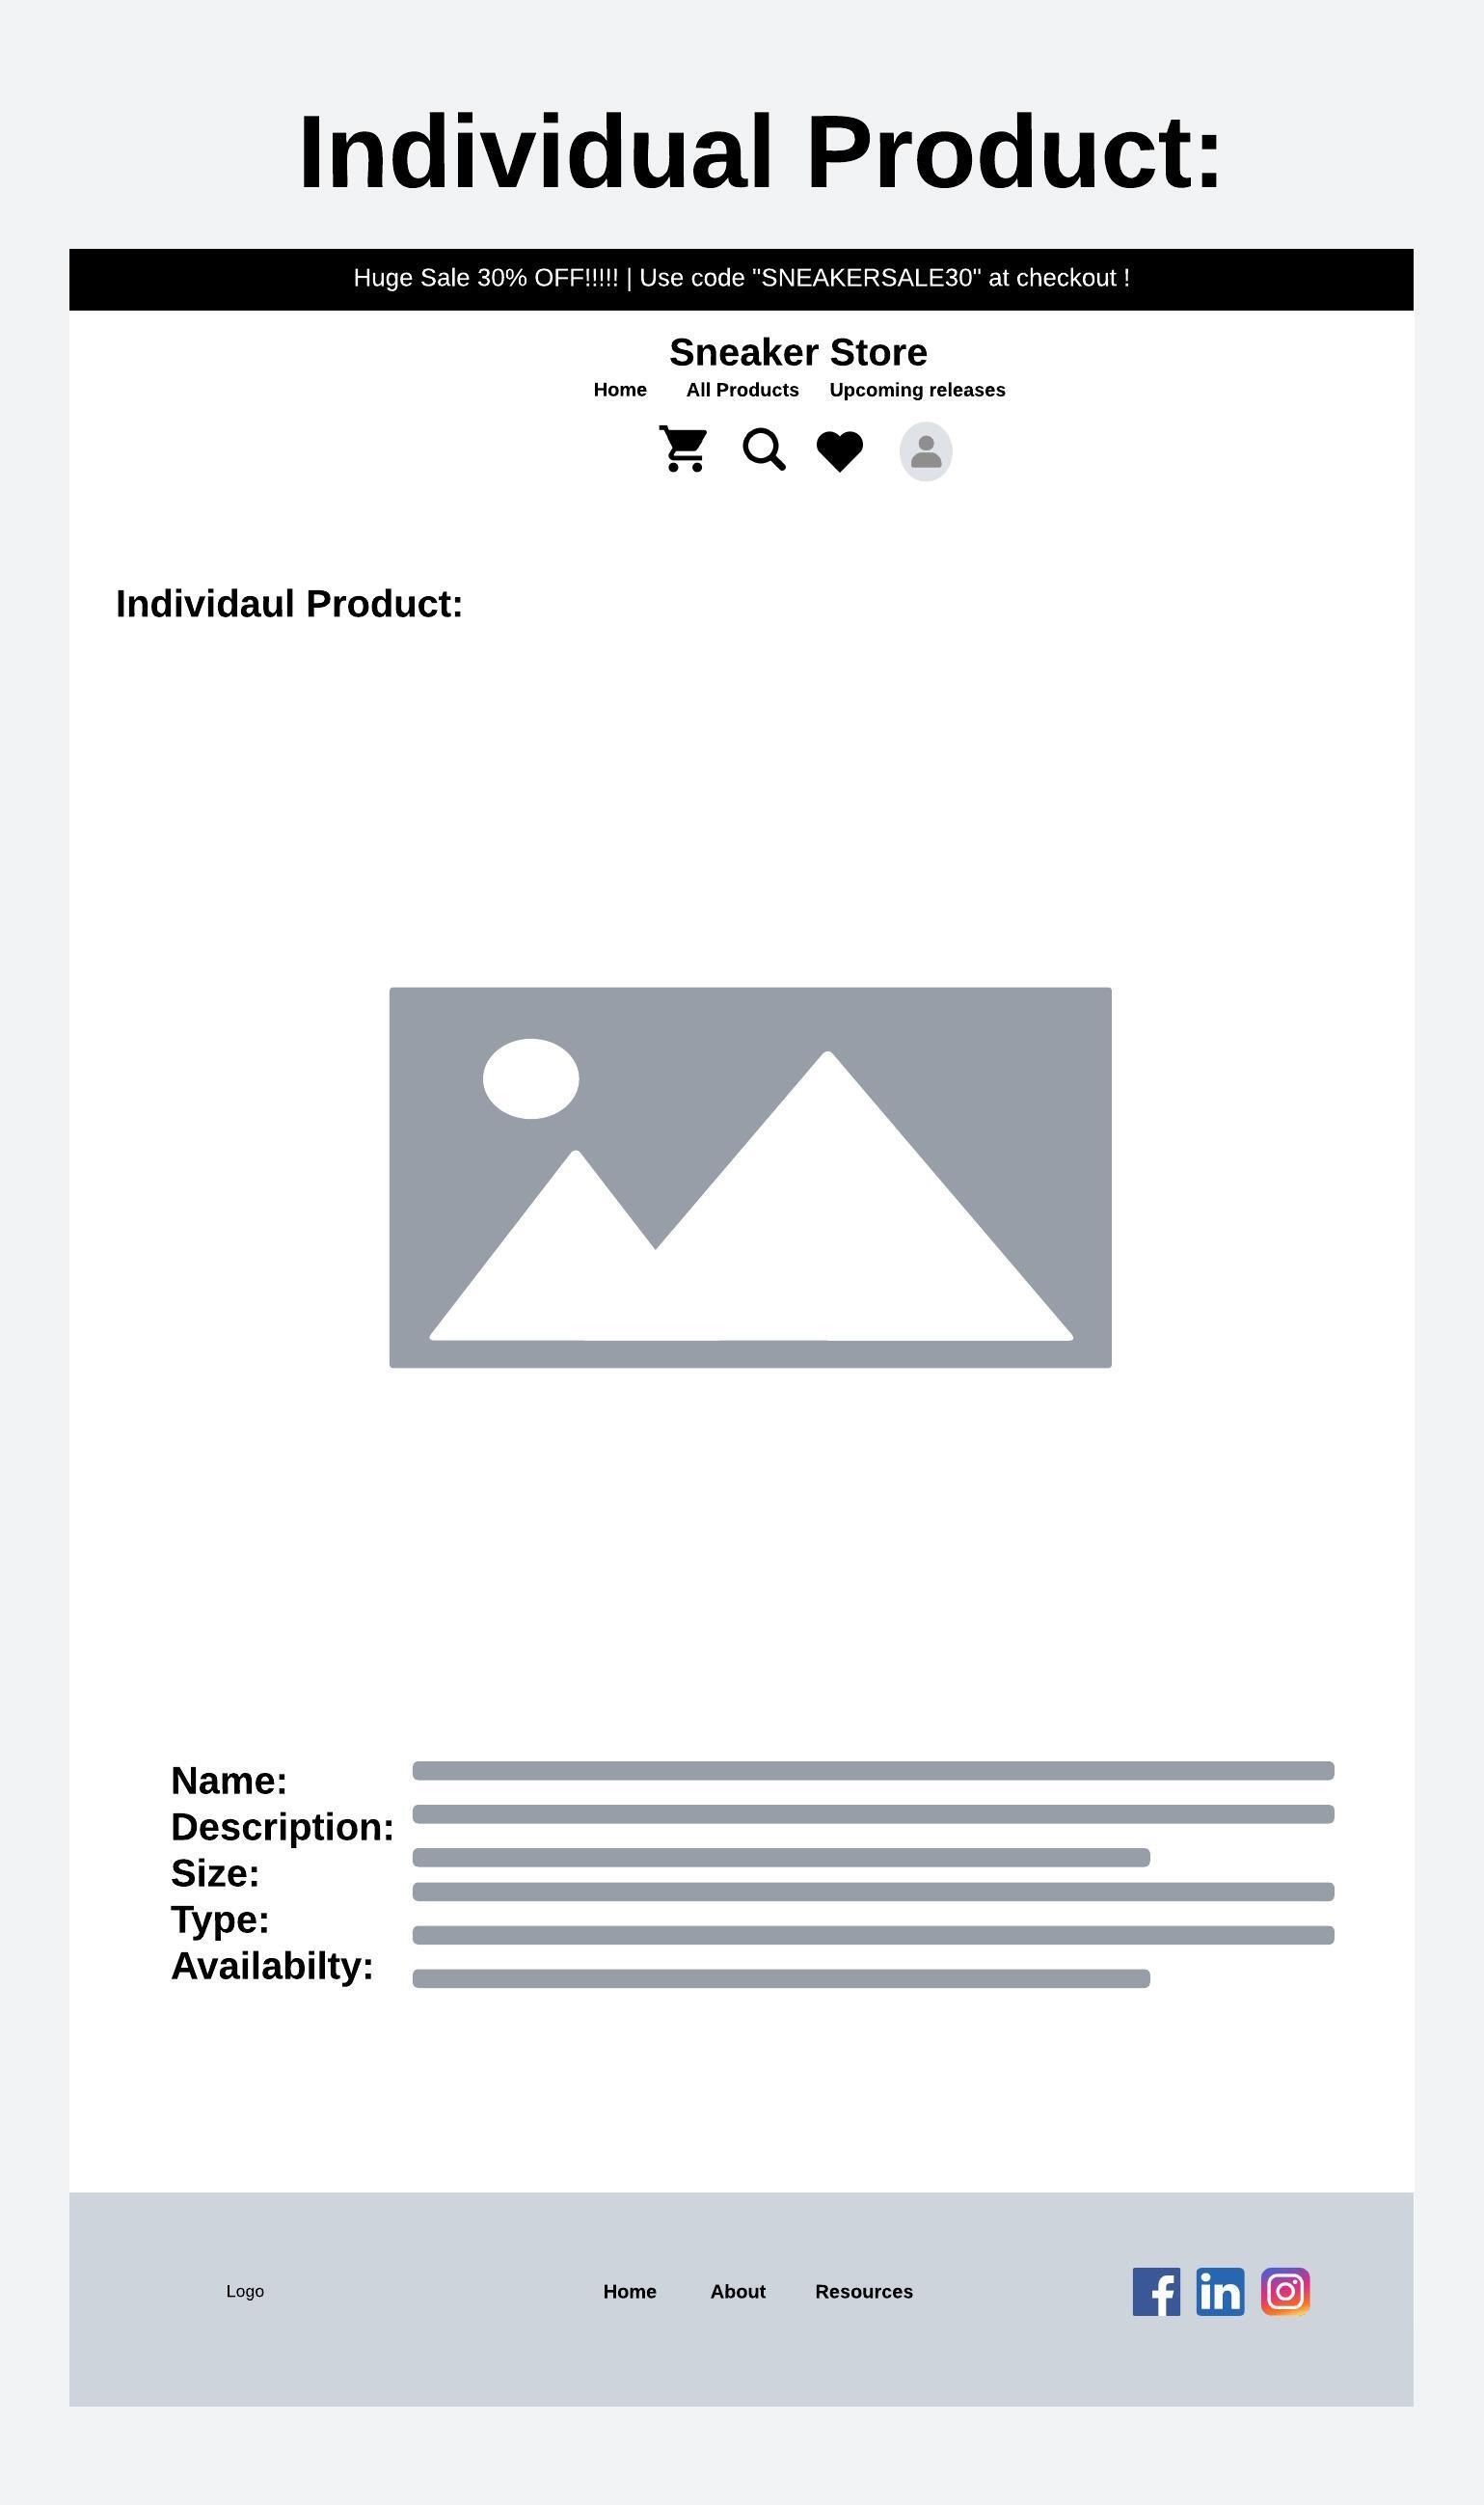 Individual Product:
Huge Sale 30% OFF!!!!! | Use code "SNEAKERSALE30" at checkout !
Sneaker Store
Home All Products Upcoming releases
Individaul Product:
Name:
Description:
Size:
Type:
Availabilty:
Logo Home About Resources f in